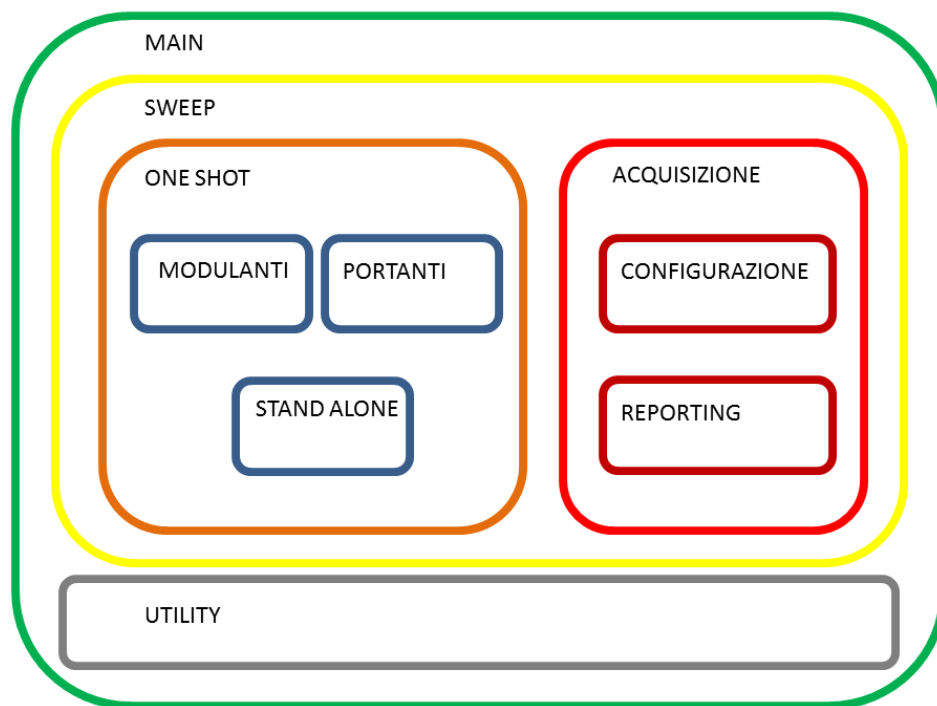 MAIN
SWEEP
ONE SHOT
MODULANTI
PORTANTI
STAND ALONE
ACQUISIZIONE
CONFIGURAZIONE
REPORTING
UTILITY